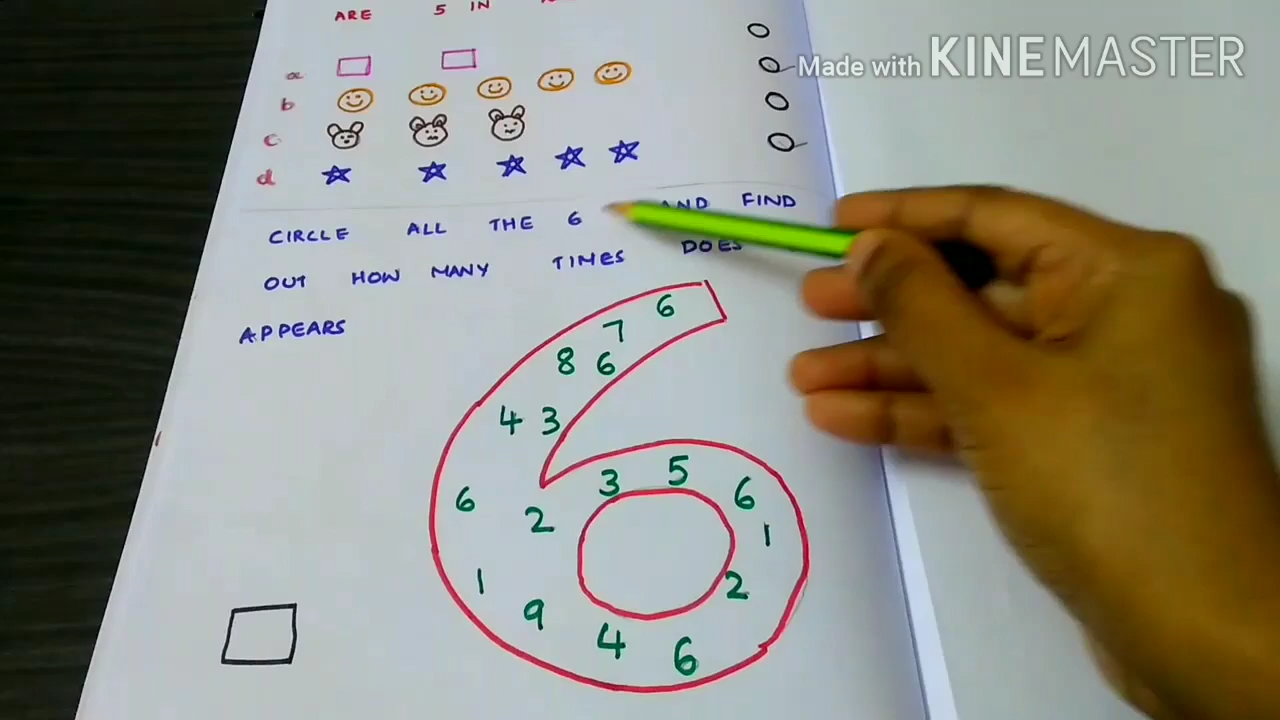 ARE 5 IN
Made with KINEMASTER
a
b
c
d
CIRCLE ALL THE 6 AND FIND
OUT HOW MANY TIMES DOES
APPEARS
6
7
8 6
4 3
3 5 6
6 2 1
1 2
9 4 6